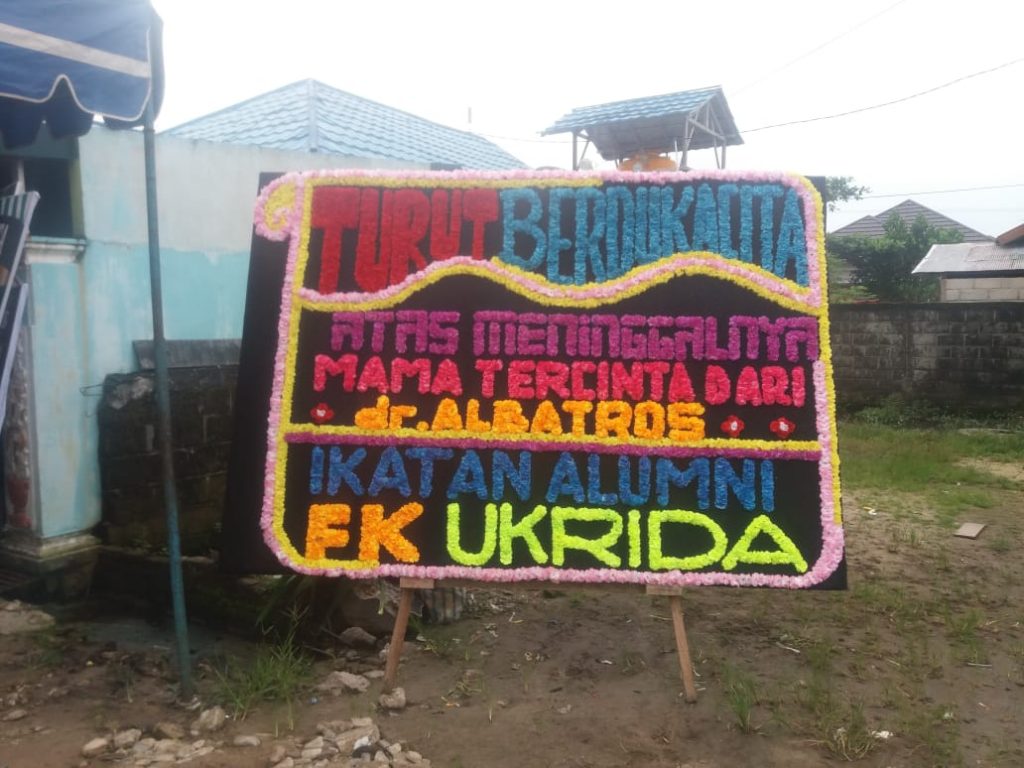 TURUT BERDUKACITA
ATAS MENINGGALNYA
MAMA TERCINTA DARI
dr. ALBATROS
IKATAN ALUMNI
FK UKRIDA